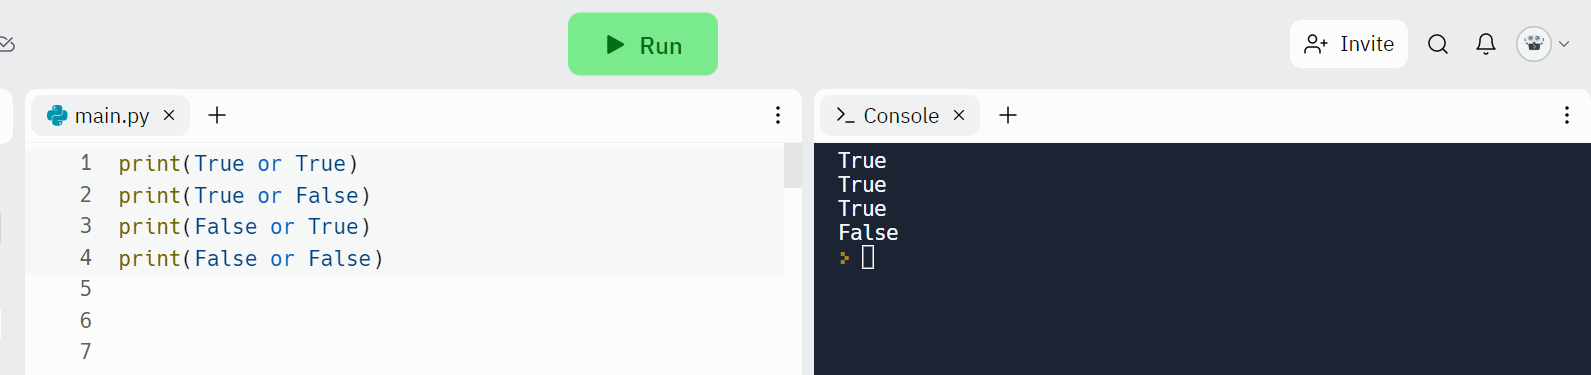 Run
Invite
main.py
Console
1 print(True or True)
2 print(True or False)
3 print(False or True)
4 print(False or False)
5
6
7
True
True
True
False